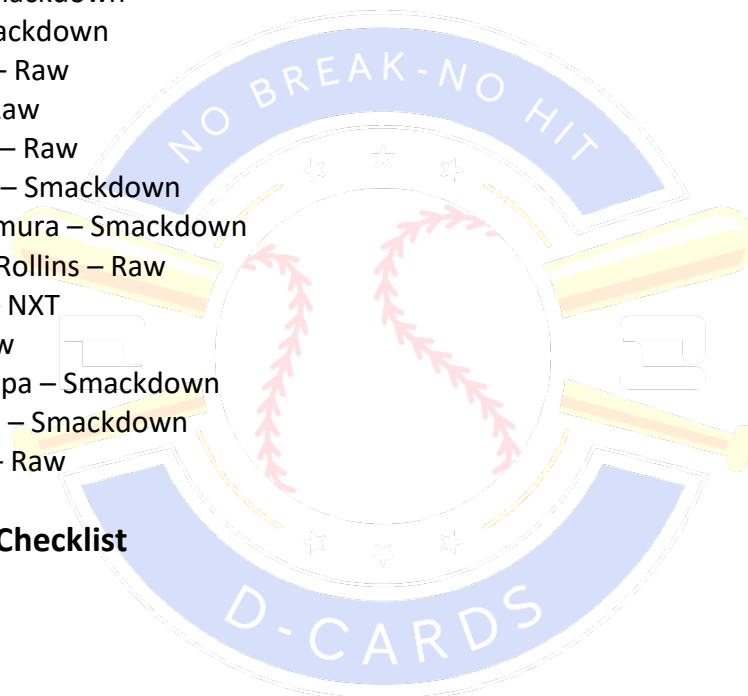 ackdown
– Raw
aw
– Raw
– Smackdown
mura – Smackdown
Rollins – Raw
- NXT
w
pa – Smackdown
– Smackdown
- Raw
Checklist
NO BREAK-NO HIT
D-CARDS